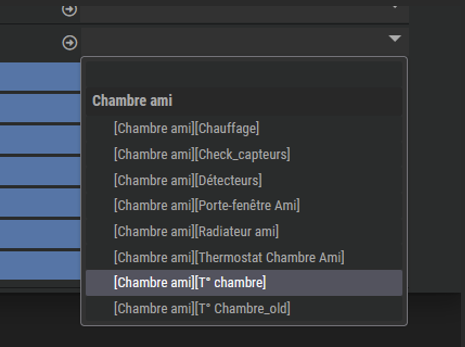 Chambre ami
[Chambre ami][Chauffage]
[Chambre ami][Check_capteurs]
[Chambre ami][Détecteurs]
[Chambre ami][Porte-fenêtre Ami]
[Chambre ami][Radiateur ami]
[Chambre ami][Thermostat Chambre Ami]
[Chambre ami][T° chambre]
[Chambre ami][T° Chambre_old]